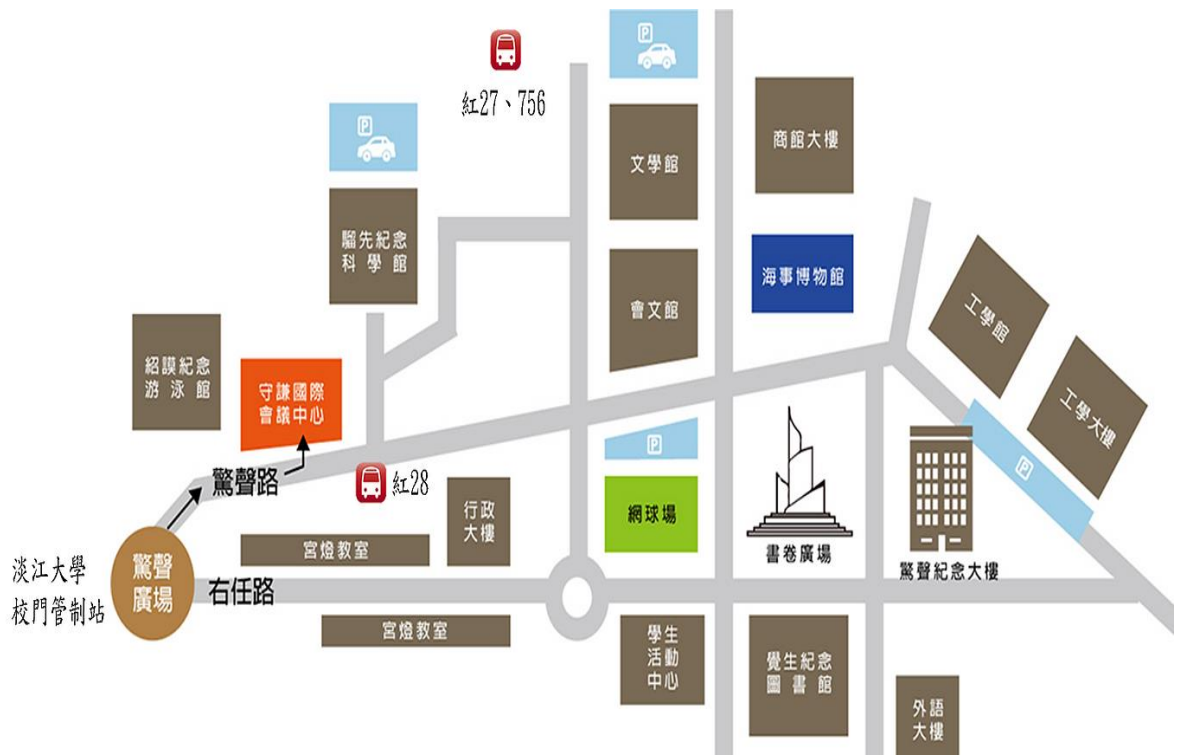 P
紅27、756
P
文學館
商館大樓
騮先紀念
科學館
會文館
海事博物館
工學館
工學大樓
紹謨紀念
游泳館
守謙國際
會議中心
驚聲路
紅28
行政
大樓
P
網球場
P
書卷廣場
驚聲紀念大樓
宮燈教室
淡江大學
校門管制站
驚聲
廣場
右任路
宮燈教室
學生
活動
中心
覺生紀念
圖書館
外語
大樓